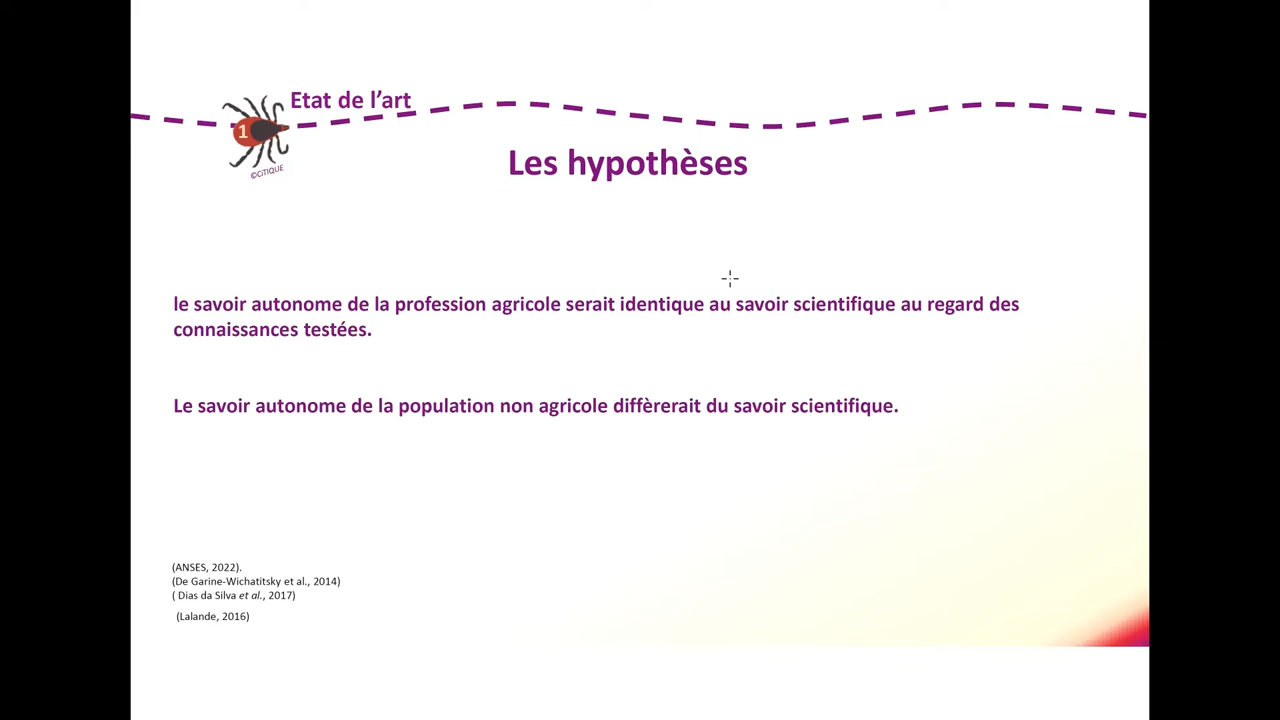 Etat de l’art
1
©CiTIQUE
Les hypothèses
le savoir autonome de la profession agricole serait identique au savoir scientifique au regard des
connaissances testées.
Le savoir autonome de la population non agricole diffèrerait du savoir scientifique.
(ANSES, 2022).
(De Garine-Wichatitsky et al., 2014)
( Dias da Silva et al., 2017)
(Lalande, 2016)